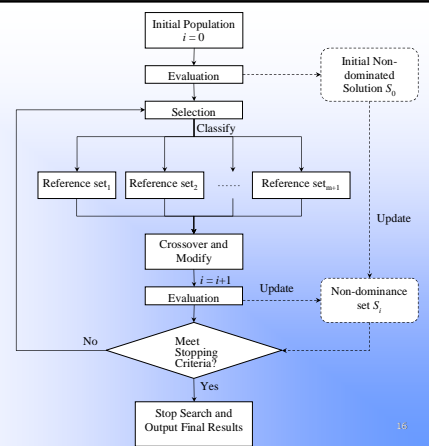 Initial Population
i = 0
Evaluation
Initial Non-
dominated
Solution S0
Selection
Classify
Reference set1
Reference set2
......
Reference setm+1
Update
Crossover and
Modify
i = i+1
Update
Evaluation
Non-dominance
set Si
No
Meet
Stopping
Criteria?
Yes
Stop Search and
Output Final Results
16